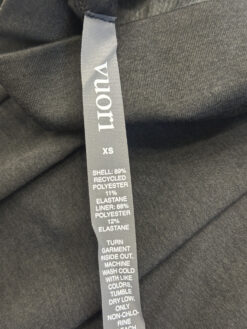 vuori
XS
SHELL: 89%
RECYCLED
POLYESTER
11%
ELASTANE
LINER: 88%
POLYESTER
12%
ELASTANE
TURN
GARMENT
INSIDE OUT,
MACHINE
WASH COLD
WITH LIKE
COLORS,
TUMBLE
DRY LOW,
ONLY
NON-CHLO-
RINE